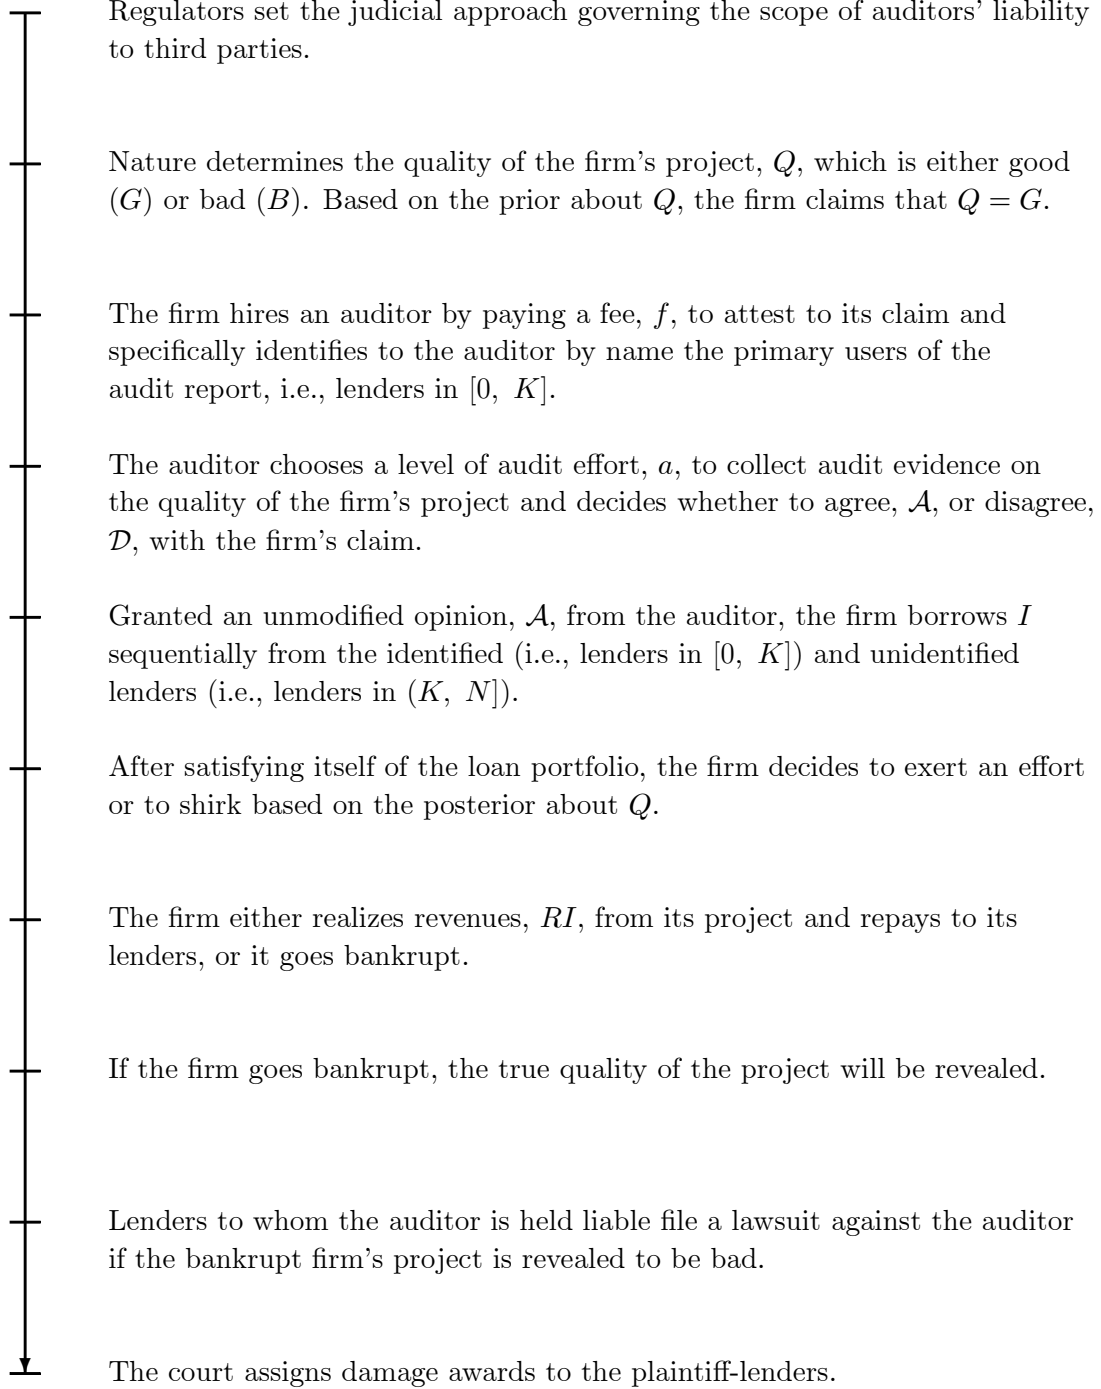 Regulators set the judicial approach governing the scope of auditors’ liability
to third parties.
Nature determines the quality of the firm’s project, Q, which is either good
(G) or bad (B). Based on the prior about Q, the firm claims that Q = G.
The firm hires an auditor by paying a fee, f, to attest to its claim and
specifically identifies to the auditor by name the primary users of the
audit report, i.e., lenders in [0, K].
The auditor chooses a level of audit effort, a, to collect audit evidence on
the quality of the firm’s project and decides whether to agree, 𝒜, or disagree,
𝒟, with the firm’s claim.
Granted an unmodified opinion, 𝒜, from the auditor, the firm borrows I
sequentially from the identified (i.e., lenders in [0, K]) and unidentified
lenders (i.e., lenders in (K, N]).
After satisfying itself of the loan portfolio, the firm decides to exert an effort
or to shirk based on the posterior about Q.
The firm either realizes revenues, RI, from its project and repays to its
lenders, or it goes bankrupt.
If the firm goes bankrupt, the true quality of the project will be revealed.
Lenders to whom the auditor is held liable file a lawsuit against the auditor
if the bankrupt firm’s project is revealed to be bad.
The court assigns damage awards to the plaintiff-lenders.